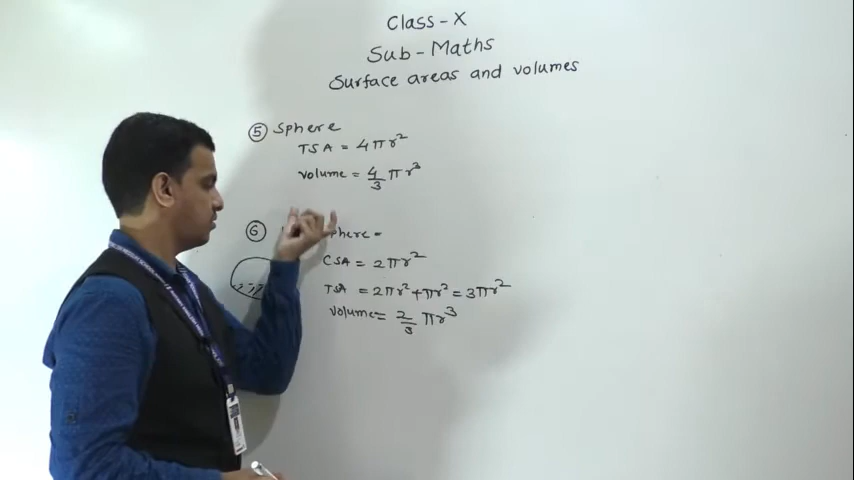 Class-X
Sub-Maths
Surface areas and volumes
⑤ Sphere
TSA = 4πr²
volume = 4/3 πr³
⑥
CSA = 2πr²
TSA = 2πr²+πr² = 3πr²
volume = 2/3 πr³